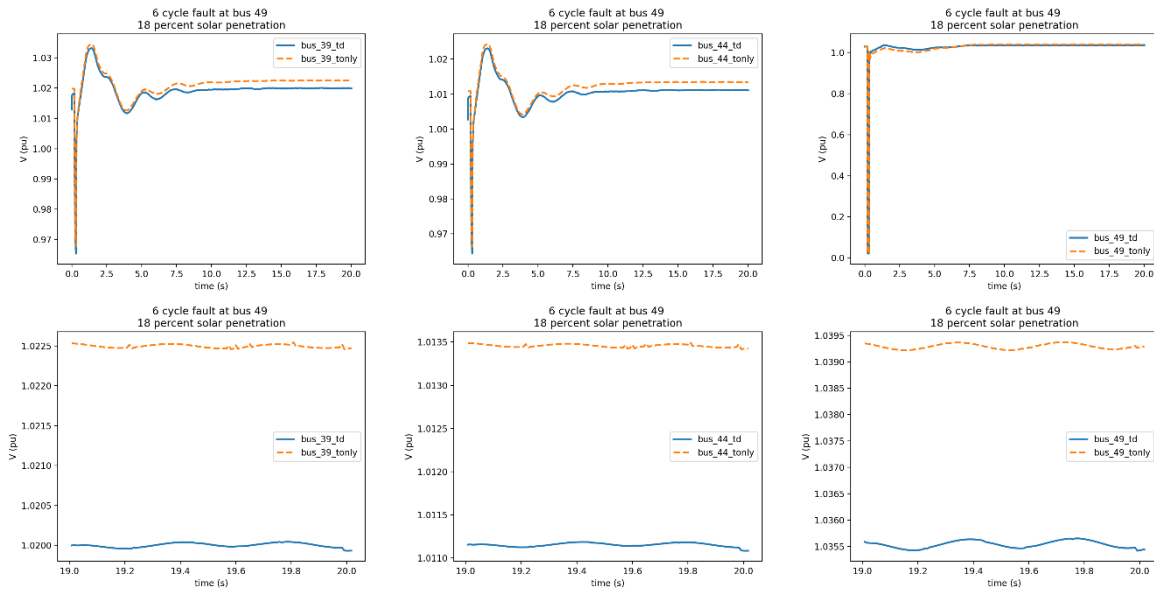 6 cycle fault at bus 49
18 percent solar penetration
V (pu)
1.03
1.02
1.01
1.00
0.99
0.98
0.97
bus_39_td
bus_39_tonly
0.0 2.5 5.0 7.5 10.0 12.5 15.0 17.5 20.0
time (s)
6 cycle fault at bus 49
18 percent solar penetration
V (pu)
1.02
1.01
1.00
0.99
0.98
0.97
bus_44_td
bus_44_tonly
0.0 2.5 5.0 7.5 10.0 12.5 15.0 17.5 20.0
time (s)
6 cycle fault at bus 49
18 percent solar penetration
V (pu)
1.0
0.8
0.6
0.4
0.2
0.0
bus_49_td
bus_49_tonly
0.0 2.5 5.0 7.5 10.0 12.5 15.0 17.5 20.0
time (s)
6 cycle fault at bus 49
18 percent solar penetration
V (pu)
1.0225
1.0220
1.0215
1.0210
1.0205
1.0200
bus_39_td
bus_39_tonly
19.0 19.2 19.4 19.6 19.8 20.0
time (s)
6 cycle fault at bus 49
18 percent solar penetration
V (pu)
1.0135
1.0130
1.0125
1.0120
1.0115
1.0110
bus_44_td
bus_44_tonly
19.0 19.2 19.4 19.6 19.8 20.0
time (s)
6 cycle fault at bus 49
18 percent solar penetration
V (pu)
1.0395
1.0390
1.0385
1.0380
1.0375
1.0370
1.0365
1.0360
1.0355
bus_49_td
bus_49_tonly
19.0 19.2 19.4 19.6 19.8 20.0
time (s)